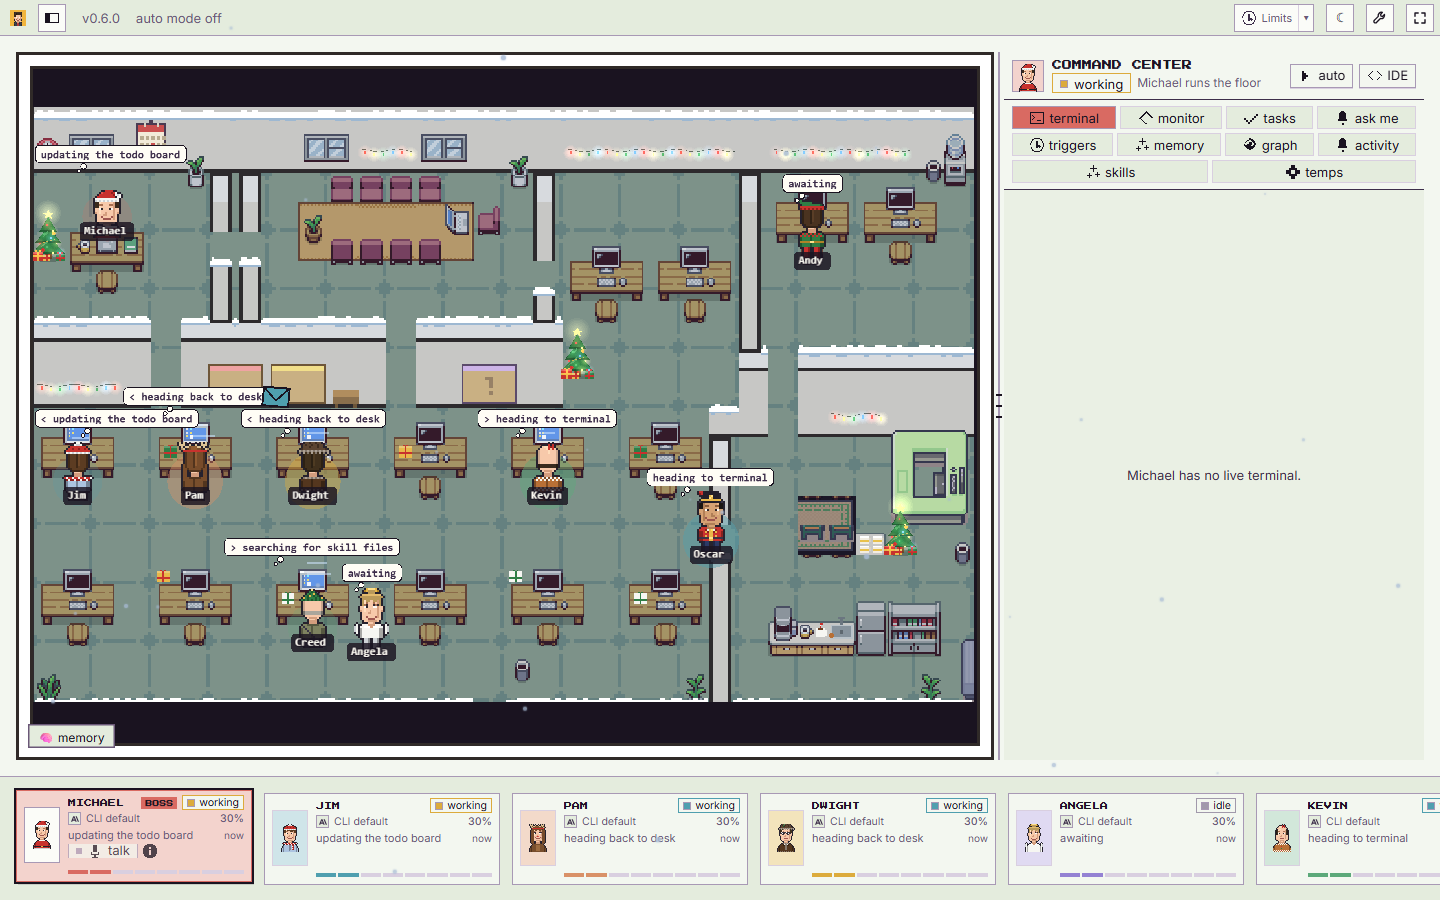 v0.6.0 auto mode off
Limits
COMMAND CENTER
working Michael runs the floor
auto
IDE
terminal monitor tasks ask me
triggers memory graph activity
skills temps
Michael has no live terminal.
updating the todo board
Michael
awaiting
Andy
< heading back to desk
< updating the todo board
< heading back to desk
> heading to terminal
Jim
Pam
Dwight
Kevin
heading to terminal
Oscar
> searching for skill files
awaiting
Creed
Angela
memory
MICHAEL BOSS working
CLI default 30%
updating the todo board now
talk
JIM working
CLI default 30%
updating the todo board now
PAM working
CLI default 30%
heading back to desk now
DWIGHT working
CLI default 30%
heading back to desk now
ANGELA idle
CLI default 30%
awaiting now
KEVIN
CLI default
heading to terminal